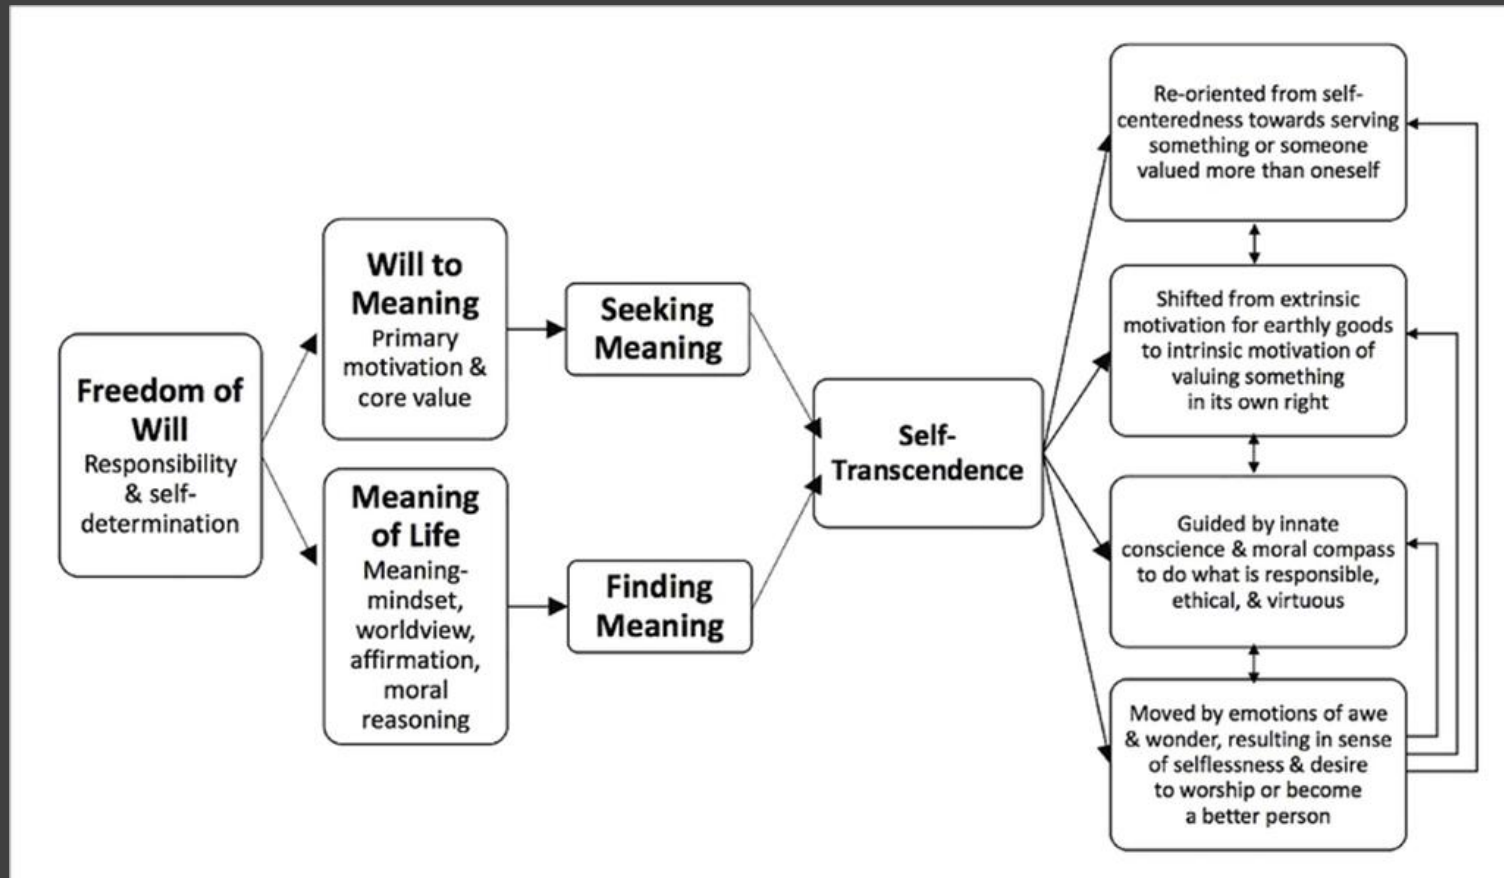 Freedom of
Will
Responsibility
& self-
determination
Will to
Meaning
Primary
motivation &
core value
Meaning
of Life
Meaning-
mindset,
worldview,
affirmation,
moral
reasoning
Seeking
Meaning
Finding
Meaning
Self-
Transcendence
Re-oriented from self-
centeredness towards serving
something or someone
valued more than oneself
Shifted from extrinsic
motivation for earthly goods
to intrinsic motivation of
valuing something
in its own right
Guided by innate
conscience & moral compass
to do what is responsible,
ethical, & virtuous
Moved by emotions of awe
& wonder, resulting in sense
of selflessness & desire
to worship or become
a better person